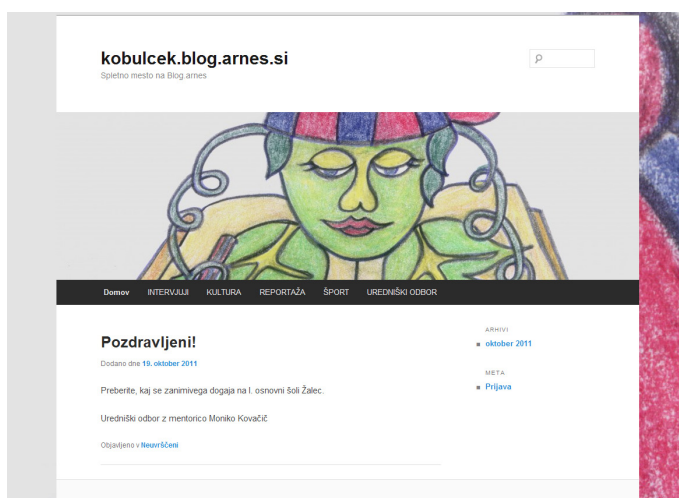 kobulcek.blog.arnes.si
Spletno mesto na Blog.arnes
Domov INTERVJUJI KULTURA REPORTAŽA ŠPORT UREDNIŠKI ODBOR
Pozdravljeni!
Dodano dne 19. oktober 2011
Preberite, kaj se zanimivega dogaja na I. osnovni šoli Žalec.
Uredniški odbor z mentorico Moniko Kovačič
Objavljeno v Neuvrščeni
ARHIVI
oktober 2011
META
Prijava